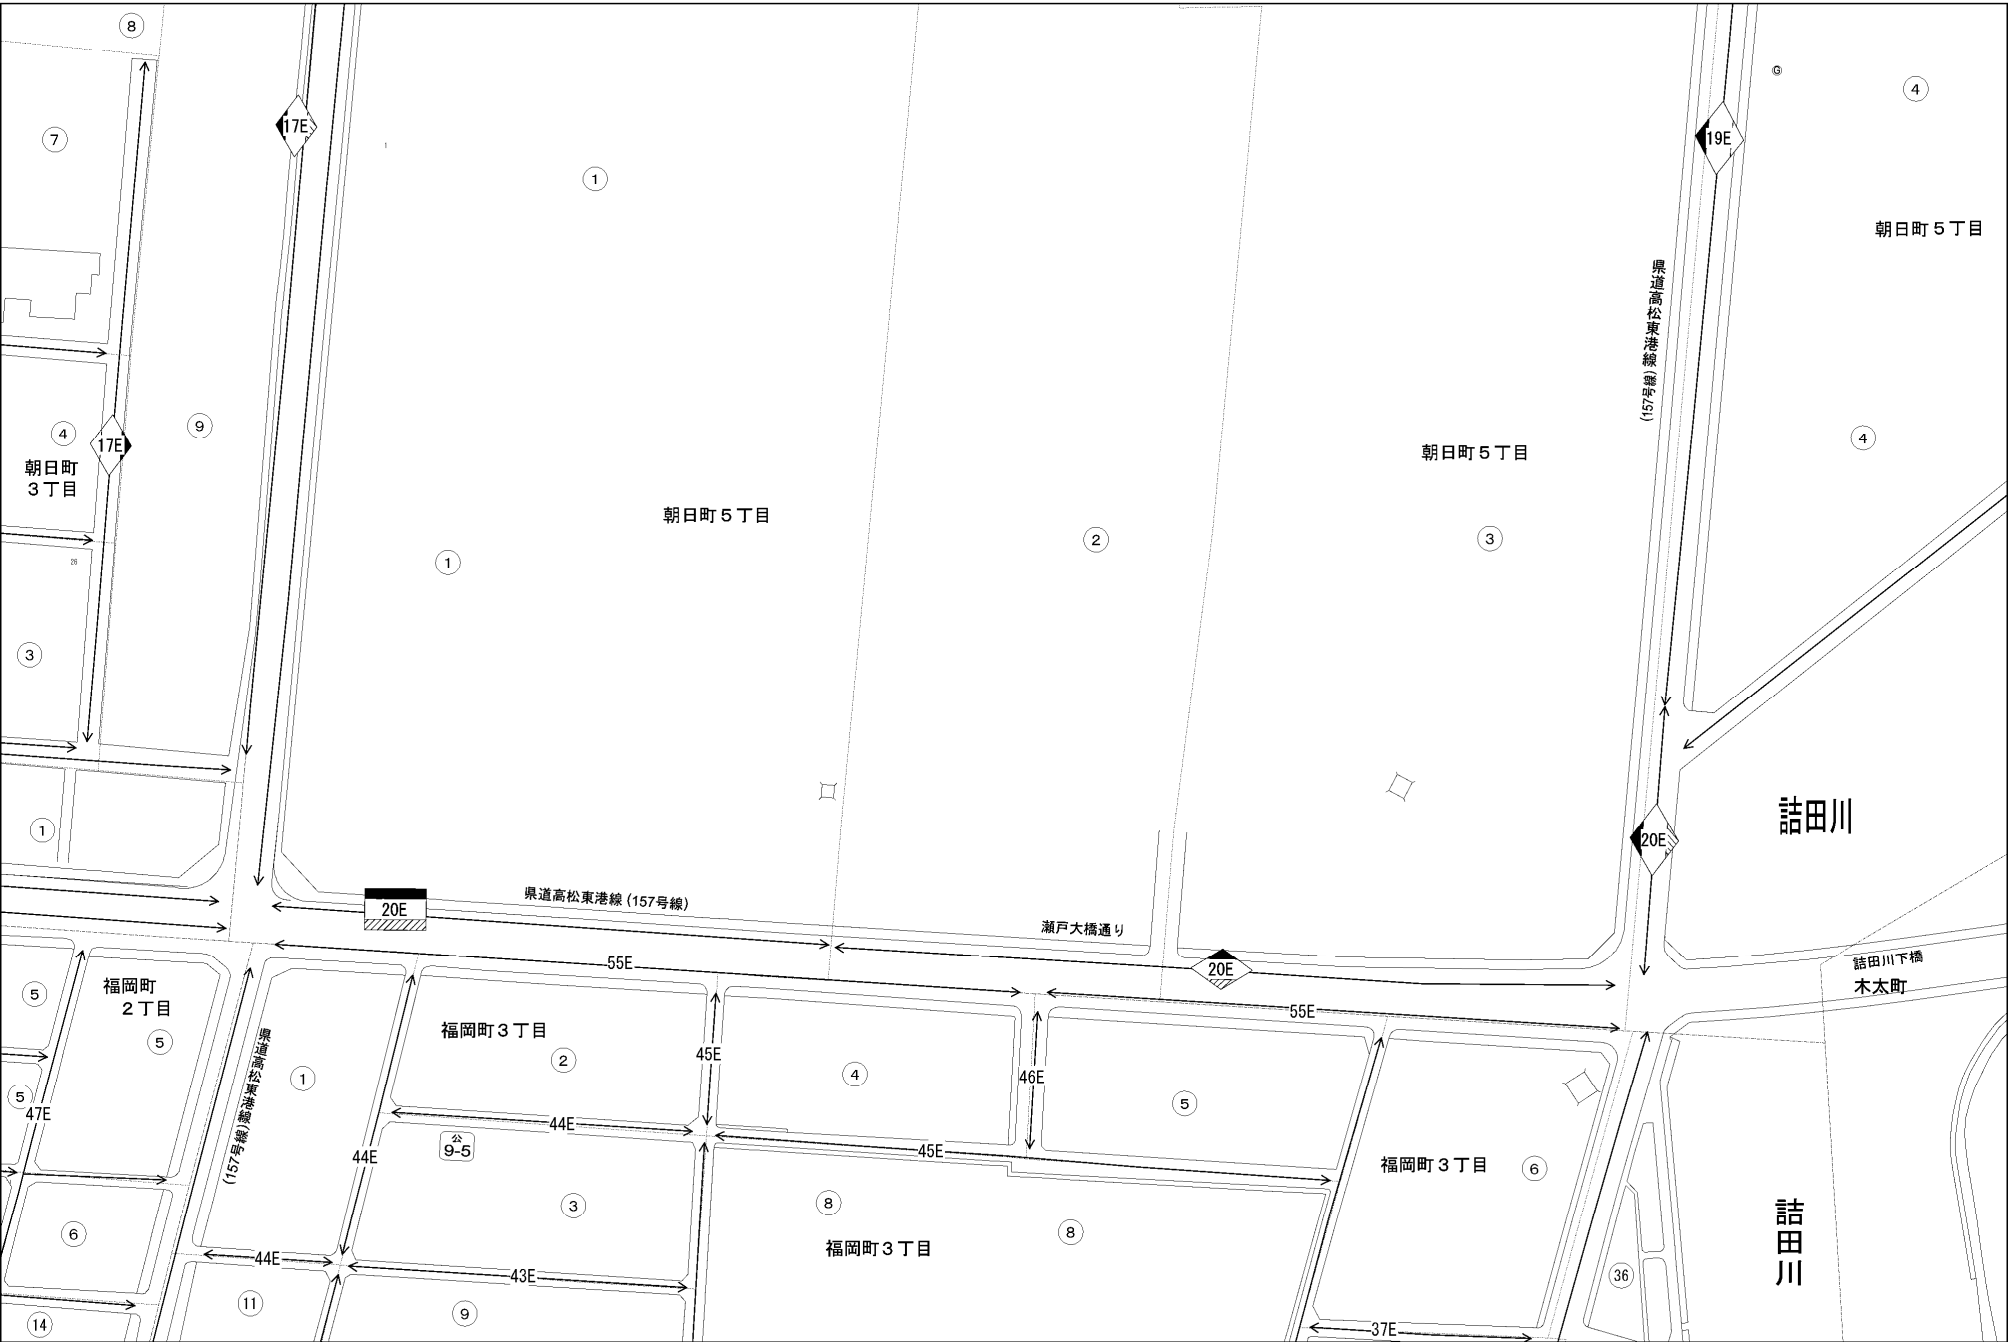 ⑧
17E
19E
Ⓖ
④
⑦
1
①
朝日町５丁目
県道高松東港線(157号線)
⑨
④
17E
④
朝日町
３丁目
朝日町５丁目
朝日町５丁目
②
③
①
26
③
詰田川
①
20E
20E
県道高松東港線(157号線)
瀬戸大橋通り
20E
詰田川下橋
木太町
55E
55E
福岡町
２丁目
⑤
⑤
⑤
47E
県道高松東港線(157号線)
①
福岡町３丁目
②
45E
④
46E
⑤
44E
公
9-5
44E
45E
福岡町３丁目
⑥
③
⑧
⑧
福岡町３丁目
⑥
44E
43E
詰田川
㊱
⑪
⑨
⑭
37E